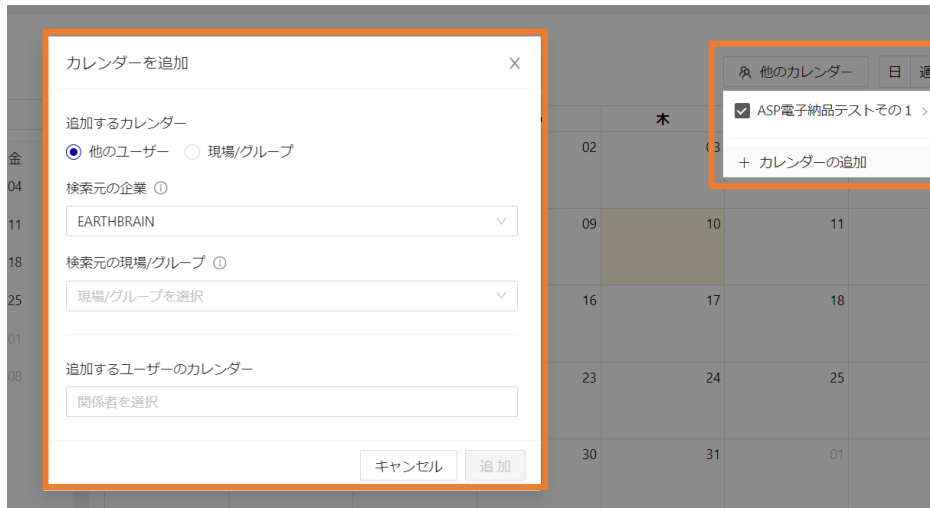 カレンダーを追加
追加するカレンダー
他のユーザー 現場/グループ
検索元の企業
EARTHBRAIN
検索元の現場/グループ
現場/グループを選択
追加するユーザーのカレンダー
関係者を選択
キャンセル 追加
他のカレンダー 日 週
ASP電子納品テストその1
+ カレンダーの追加
金
04
11
18
25
01
08
木
02 03
09 10 11
16 17 18
23 24 25
30 31 01